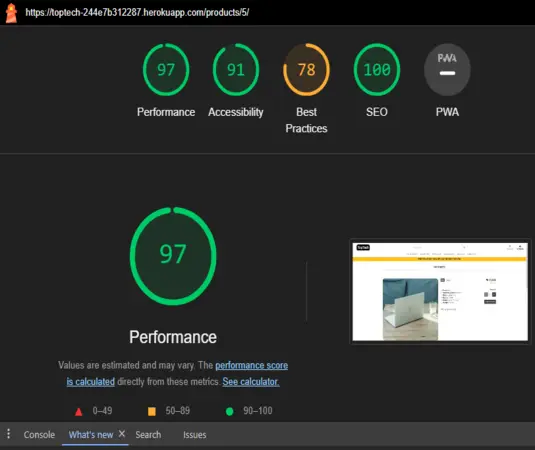 https://toptech-244e7b312287.herokuapp.com/products/5/
97
91
78
100
PWA
Performance
Accessibility
Best
Practices
SEO
PWA
97
Performance
Values are estimated and may vary. The performance score
is calculated directly from these metrics. See calculator.
0–49
50–89
90–100
Console
What's new
Search
Issues